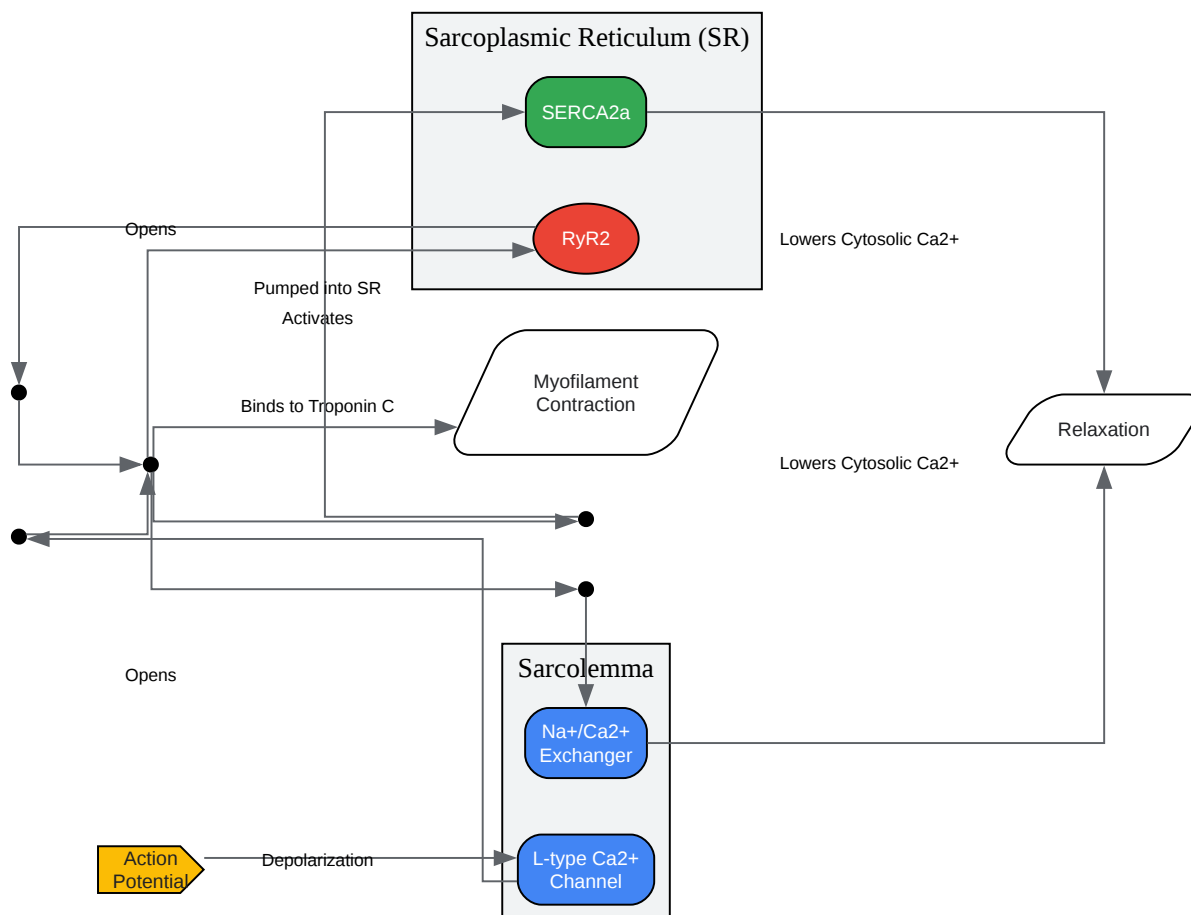 Sarcoplasmic Reticulum (SR)
SERCA2a
Opens
RyR2
Lowers Cytosolic Ca2+
Pumped into SR
Activates
Myofilament
Contraction
Binds to Troponin C
Relaxation
Lowers Cytosolic Ca2+
Sarcolemma
Opens
Na+/Ca2+
Exchanger
Action
Potential
Depolarization
L-type Ca2+
Channel